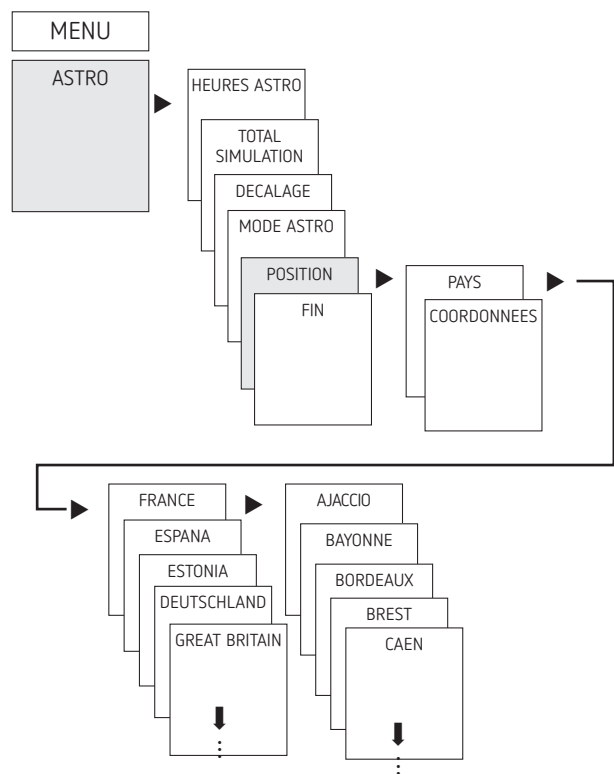 MENU
ASTRO
HEURES ASTRO
TOTAL
SIMULATION
DECALAGE
MODE ASTRO
POSITION
FIN
PAYS
COORDONNEES
FRANCE
ESPANA
ESTONIA
DEUTSCHLAND
GREAT BRITAIN
AJACCIO
BAYONNE
BORDEAUX
BREST
CAEN